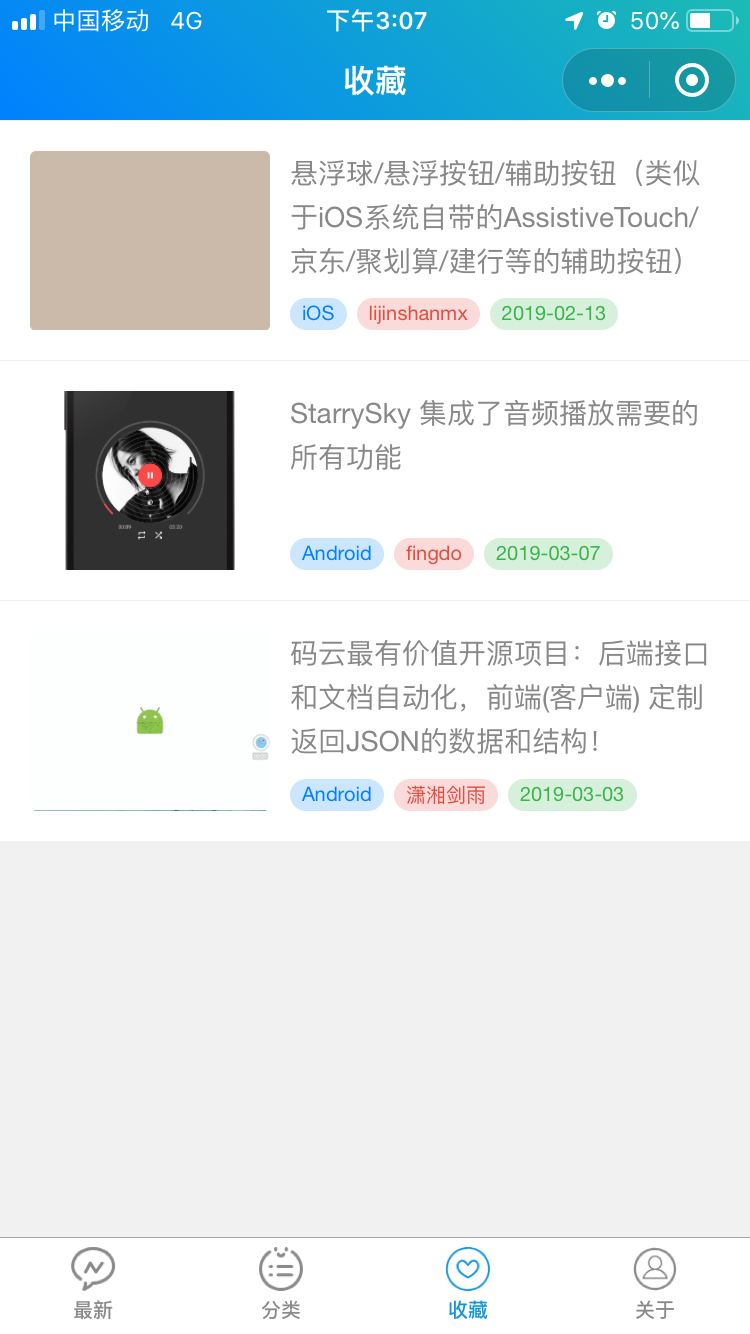 中国移动 4G 下午3:07 50%
收藏
悬浮球/悬浮按钮/辅助按钮（类似
于iOS系统自带的AssistiveTouch/
京东/聚划算/建行等的辅助按钮）
iOS lijinshanmx 2019-02-13
StarrySky 集成了音频播放需要的
所有功能
Android fingdo 2019-03-07
码云最有价值开源项目：后端接口
和文档自动化，前端(客户端) 定制
返回JSON的数据和结构！
Android 潇湘剑雨 2019-03-03
最新 分类 收藏 关于